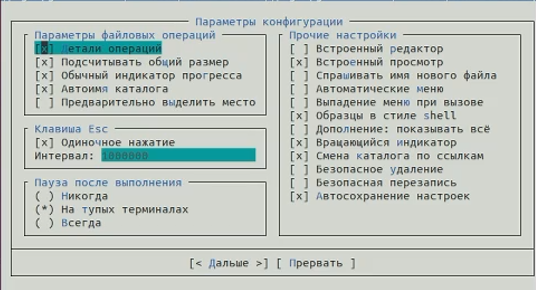 Параметры конфигурации
Параметры файловых операций
[x] Детали операций
[x] Подсчитывать общий размер
[x] Обычный индикатор прогресса
[x] Автоимя каталога
[ ] Предварительно выделить место
Клавиша Esc
[x] Одиночное нажатие
Интервал: 1000000
Пауза после выполнения
( ) Никогда
(*) На тупых терминалах
( ) Всегда
Прочие настройки
[ ] Встроенный редактор
[x] Встроенный просмотр
[ ] Спрашивать имя нового файла
[ ] Автоматические меню
[ ] Выпадение меню при вызове
[x] Образцы в стиле shell
[ ] Дополнение: показывать всё
[x] Вращающийся индикатор
[x] Смена каталога по ссылкам
[ ] Безопасное удаление
[ ] Безопасная перезапись
[x] Автосохранение настроек
[< Дальше >] [ Прервать ]